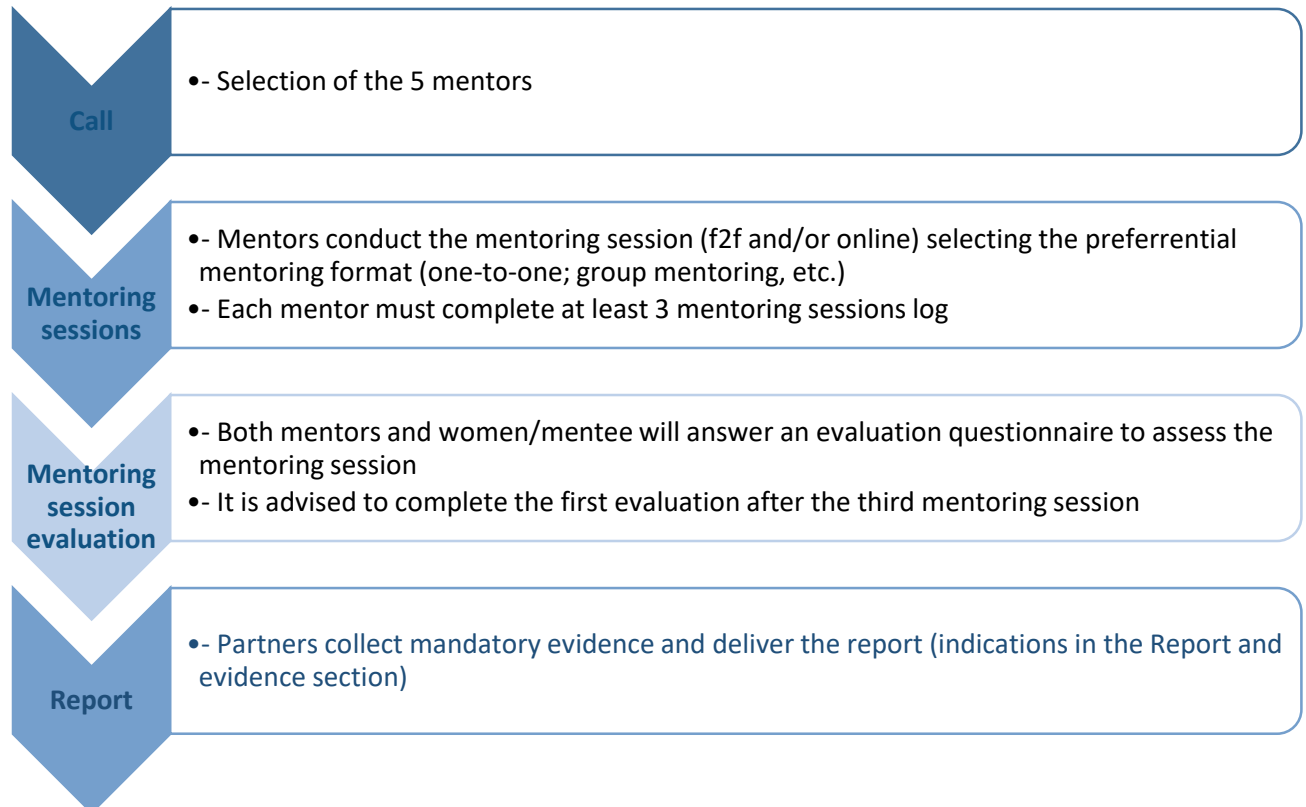 Call
•- Selection of the 5 mentors
Mentoring
sessions
•- Mentors conduct the mentoring session (f2f and/or online) selecting the preferrential
mentoring format (one-to-one; group mentoring, etc.)
•- Each mentor must complete at least 3 mentoring sessions log
Mentoring
session
evaluation
•- Both mentors and women/mentee will answer an evaluation questionnaire to assess the
mentoring session
•- It is advised to complete the first evaluation after the third mentoring session
Report
•- Partners collect mandatory evidence and deliver the report (indications in the Report and
evidence section)